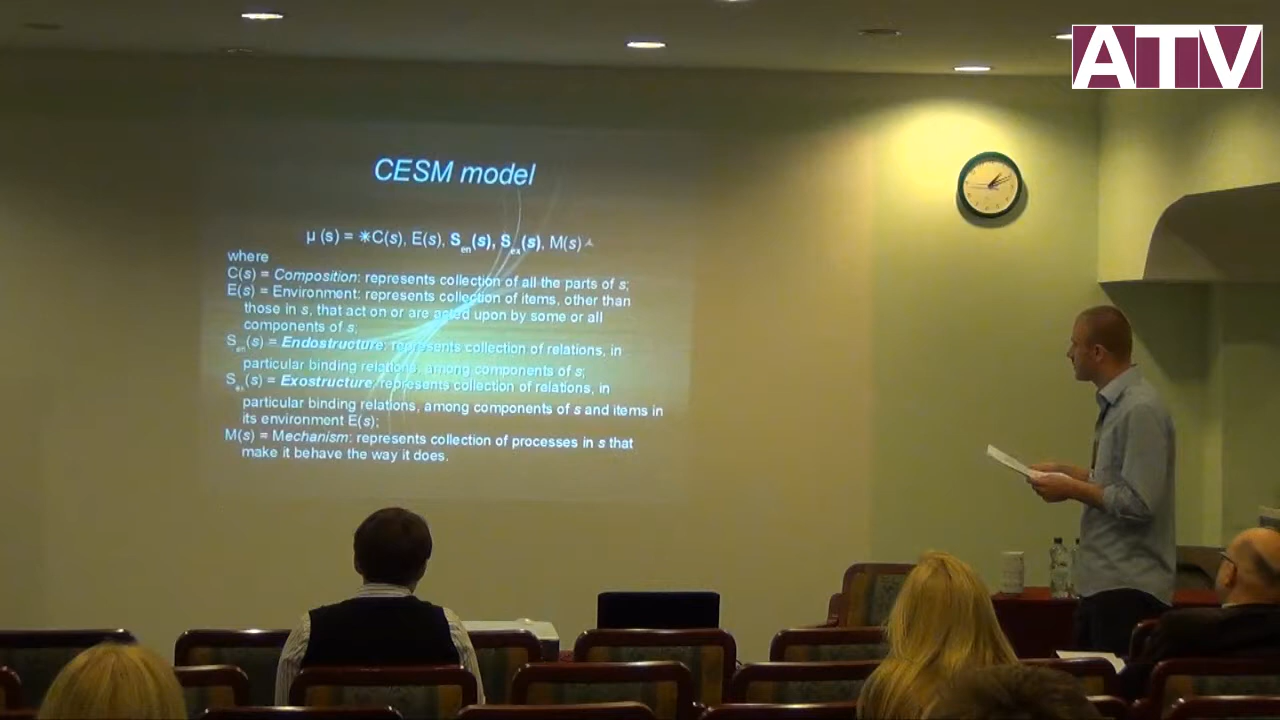 ATV
CESM model
μ (s) = ✳C(s), E(s), Sen(s), Sex(s), M(s)
where
C(s) = Composition: represents collection of all the parts of s;
E(s) = Environment: represents collection of items, other than
those in s, that act on or are acted upon by some or all
components of s;
Sen(s) = Endostructure: represents collection of relations, in
particular binding relations, among components of s;
Sex(s) = Exostructure: represents collection of relations, in
particular binding relations, among components of s and items in
its environment E(s);
M(s) = Mechanism: represents collection of processes in s that
make it behave the way it does.